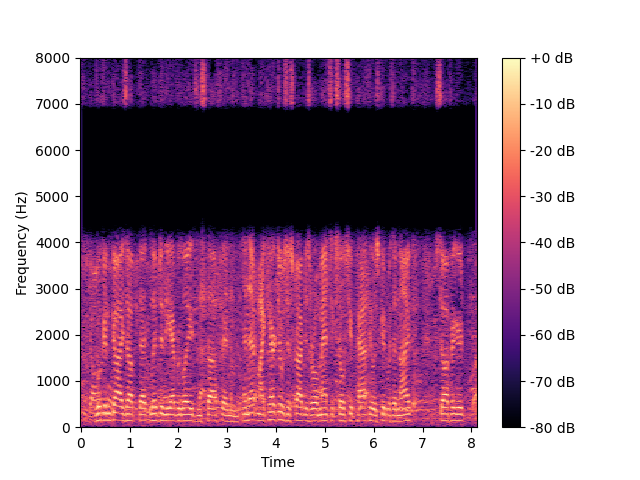 8000
7000
6000
5000
4000
3000
2000
1000
0
Frequency (Hz)
0 1 2 3 4 5 6 7 8
Time
+0 dB
-10 dB
-20 dB
-30 dB
-40 dB
-50 dB
-60 dB
-70 dB
-80 dB